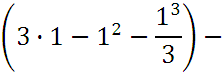 (3 · 1 − 1² − 1³/3) −